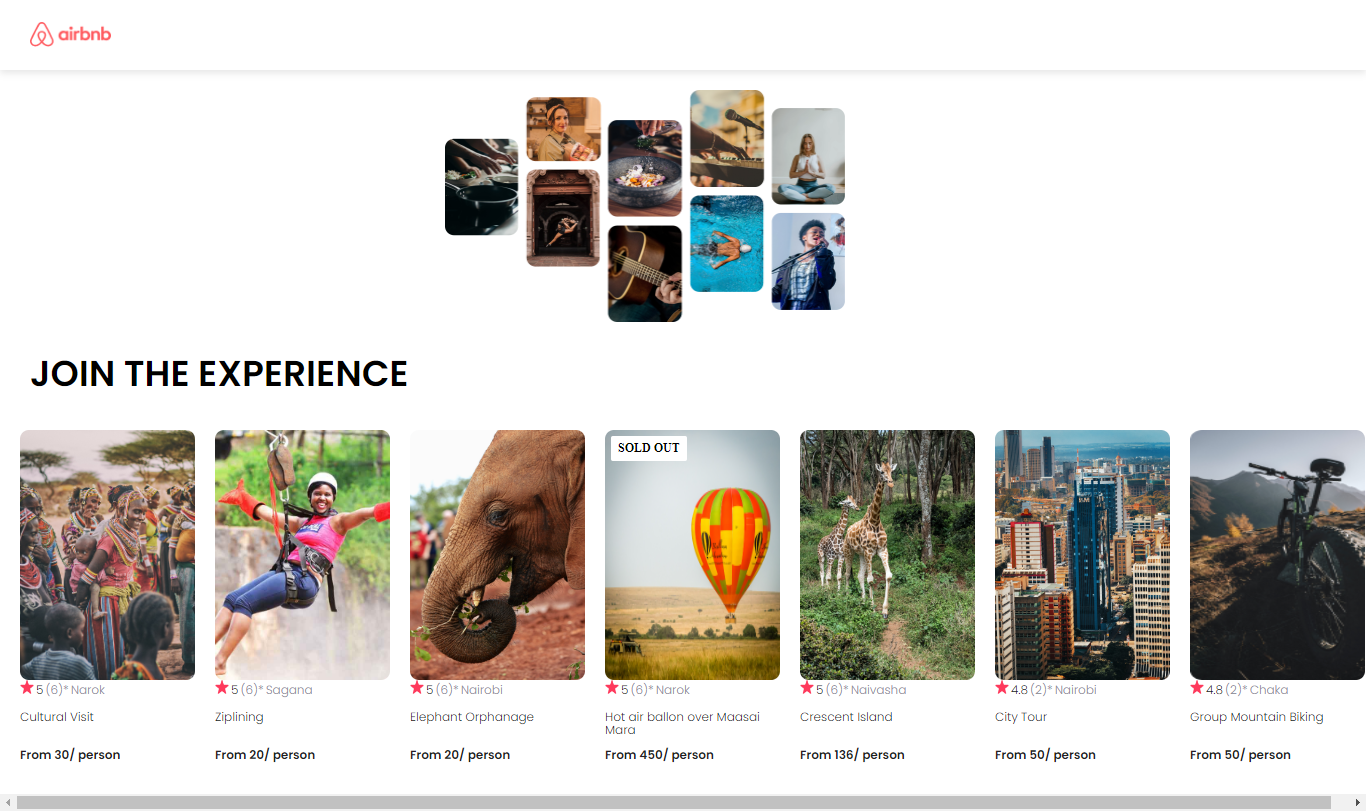 airbnb
JOIN THE EXPERIENCE
SOLD OUT
5 (6)* Narok
5 (6)* Sagana
5 (6)* Nairobi
5 (6)* Narok
5 (6)* Naivasha
4.8 (2)* Nairobi
4.8 (2)* Chaka
Cultural Visit
Ziplining
Elephant Orphanage
Hot air ballon over Maasai
Mara
Crescent Island
City Tour
Group Mountain Biking
From 30/ person
From 20/ person
From 20/ person
From 450/ person
From 136/ person
From 50/ person
From 50/ person